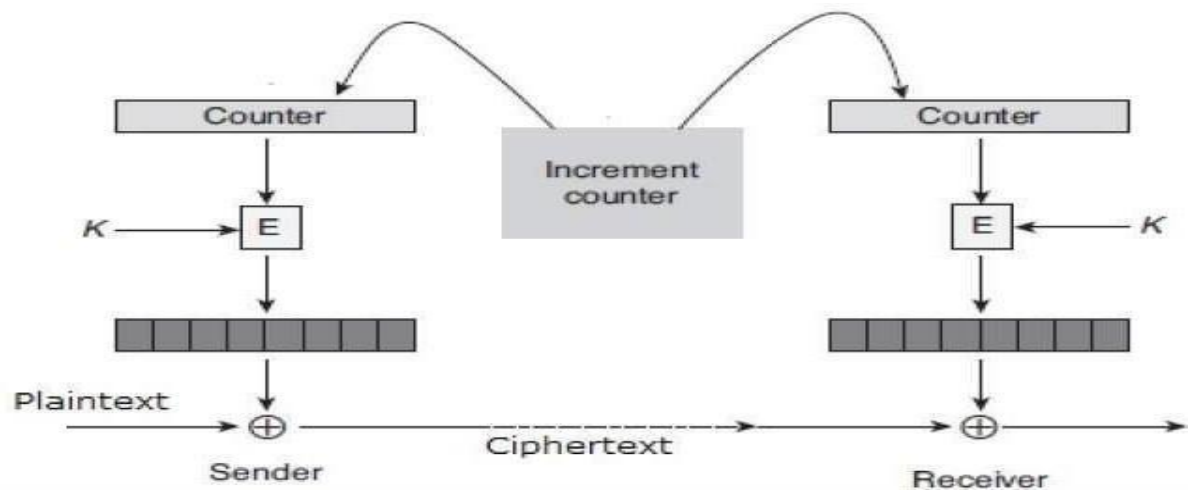 Counter
Counter
Increment
counter
K
E
E
K
Plaintext
Ciphertext
Sender
Receiver